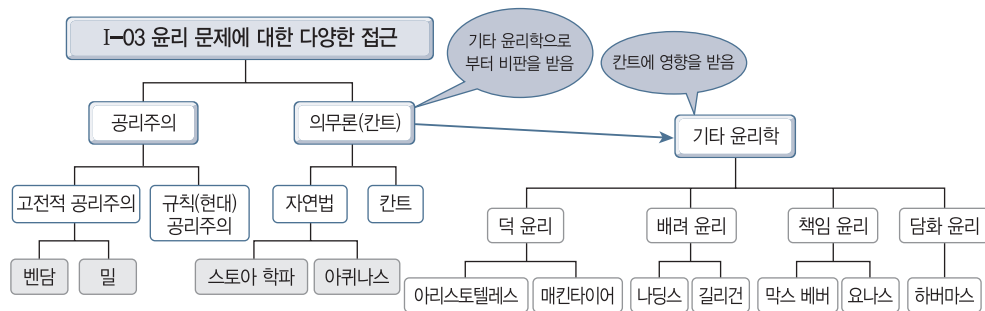 Ⅰ-03 윤리 문제에 대한 다양한 접근
기타 윤리학으로
부터 비판을 받음
칸트에 영향을 받음
공리주의
의무론(칸트)
기타 윤리학
고전적 공리주의
규칙(현대)
공리주의
자연법
칸트
덕 윤리
배려 윤리
책임 윤리
담화 윤리
벤담
밀
스토아 학파
아퀴나스
아리스토텔레스
매킨타이어
나딩스
길리건
막스 베버
요나스
하버마스